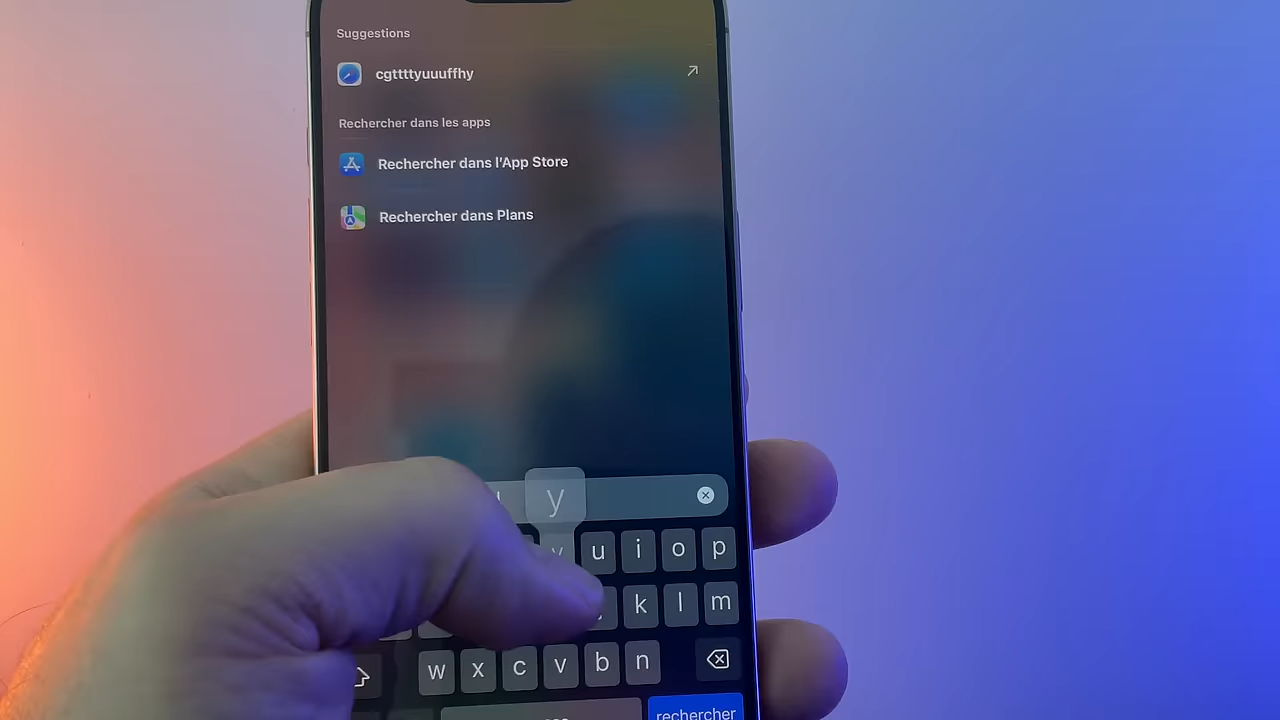 Suggestions
cgttttyuuuffhy
Rechercher dans les apps
Rechercher dans l'App Store
Rechercher dans Plans
y
y u i o p
k l m
w x c v b n
rechercher